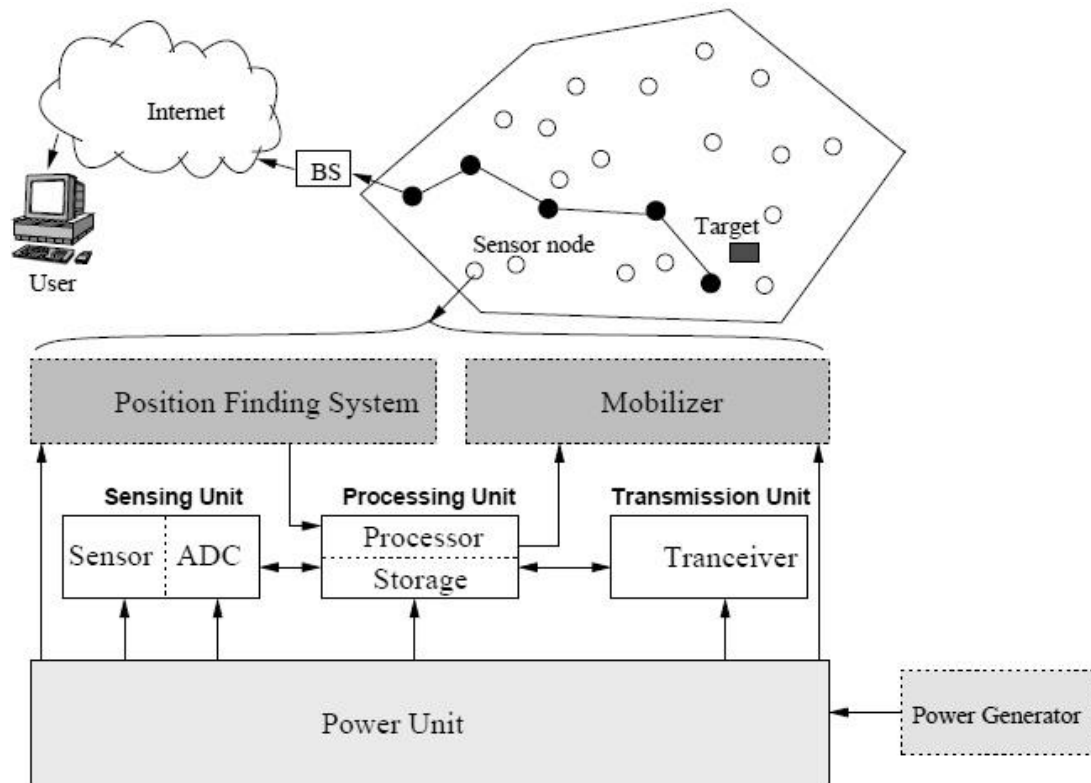 Internet
BS
Target
Sensor node
User
Position Finding System
Mobilizer
Sensing Unit
Processing Unit
Transmission Unit
Sensor
ADC
Processor
Storage
Tranceiver
Power Unit
Power Generator